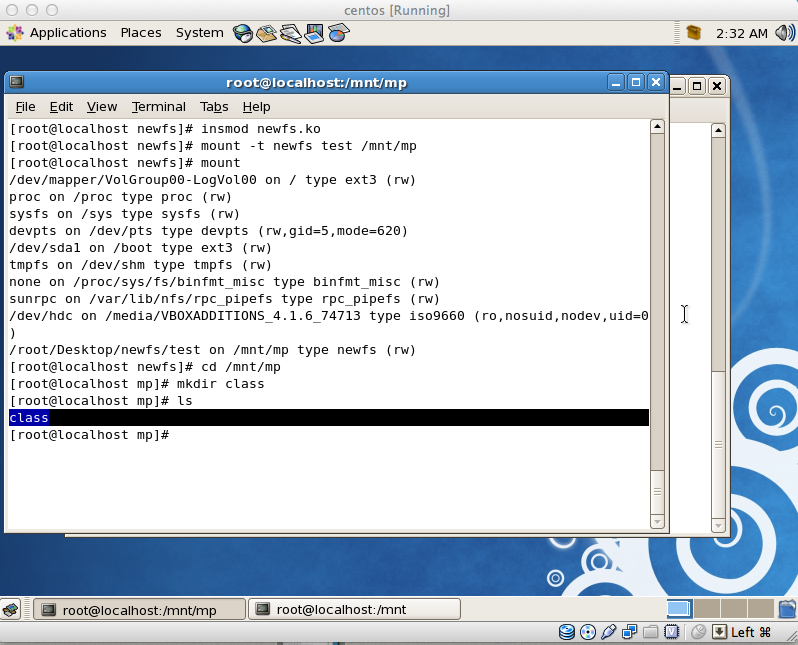 centos [Running]
Applications Places System 2:32 AM
root@localhost:/mnt/mp
File Edit View Terminal Tabs Help
[root@localhost newfs]# insmod newfs.ko
[root@localhost newfs]# mount -t newfs test /mnt/mp
[root@localhost newfs]# mount
/dev/mapper/VolGroup00-LogVol00 on / type ext3 (rw)
proc on /proc type proc (rw)
sysfs on /sys type sysfs (rw)
devpts on /dev/pts type devpts (rw,gid=5,mode=620)
/dev/sda1 on /boot type ext3 (rw)
tmpfs on /dev/shm type tmpfs (rw)
none on /proc/sys/fs/binfmt_misc type binfmt_misc (rw)
sunrpc on /var/lib/nfs/rpc_pipefs type rpc_pipefs (rw)
/dev/hdc on /media/VBOXADDITIONS_4.1.6_74713 type iso9660 (ro,nosuid,nodev,uid=0
)
/root/Desktop/newfs/test on /mnt/mp type newfs (rw)
[root@localhost newfs]# cd /mnt/mp
[root@localhost mp]# mkdir class
[root@localhost mp]# ls
class
[root@localhost mp]#
root@localhost:/mnt/mp root@localhost:/mnt
Left ⌘